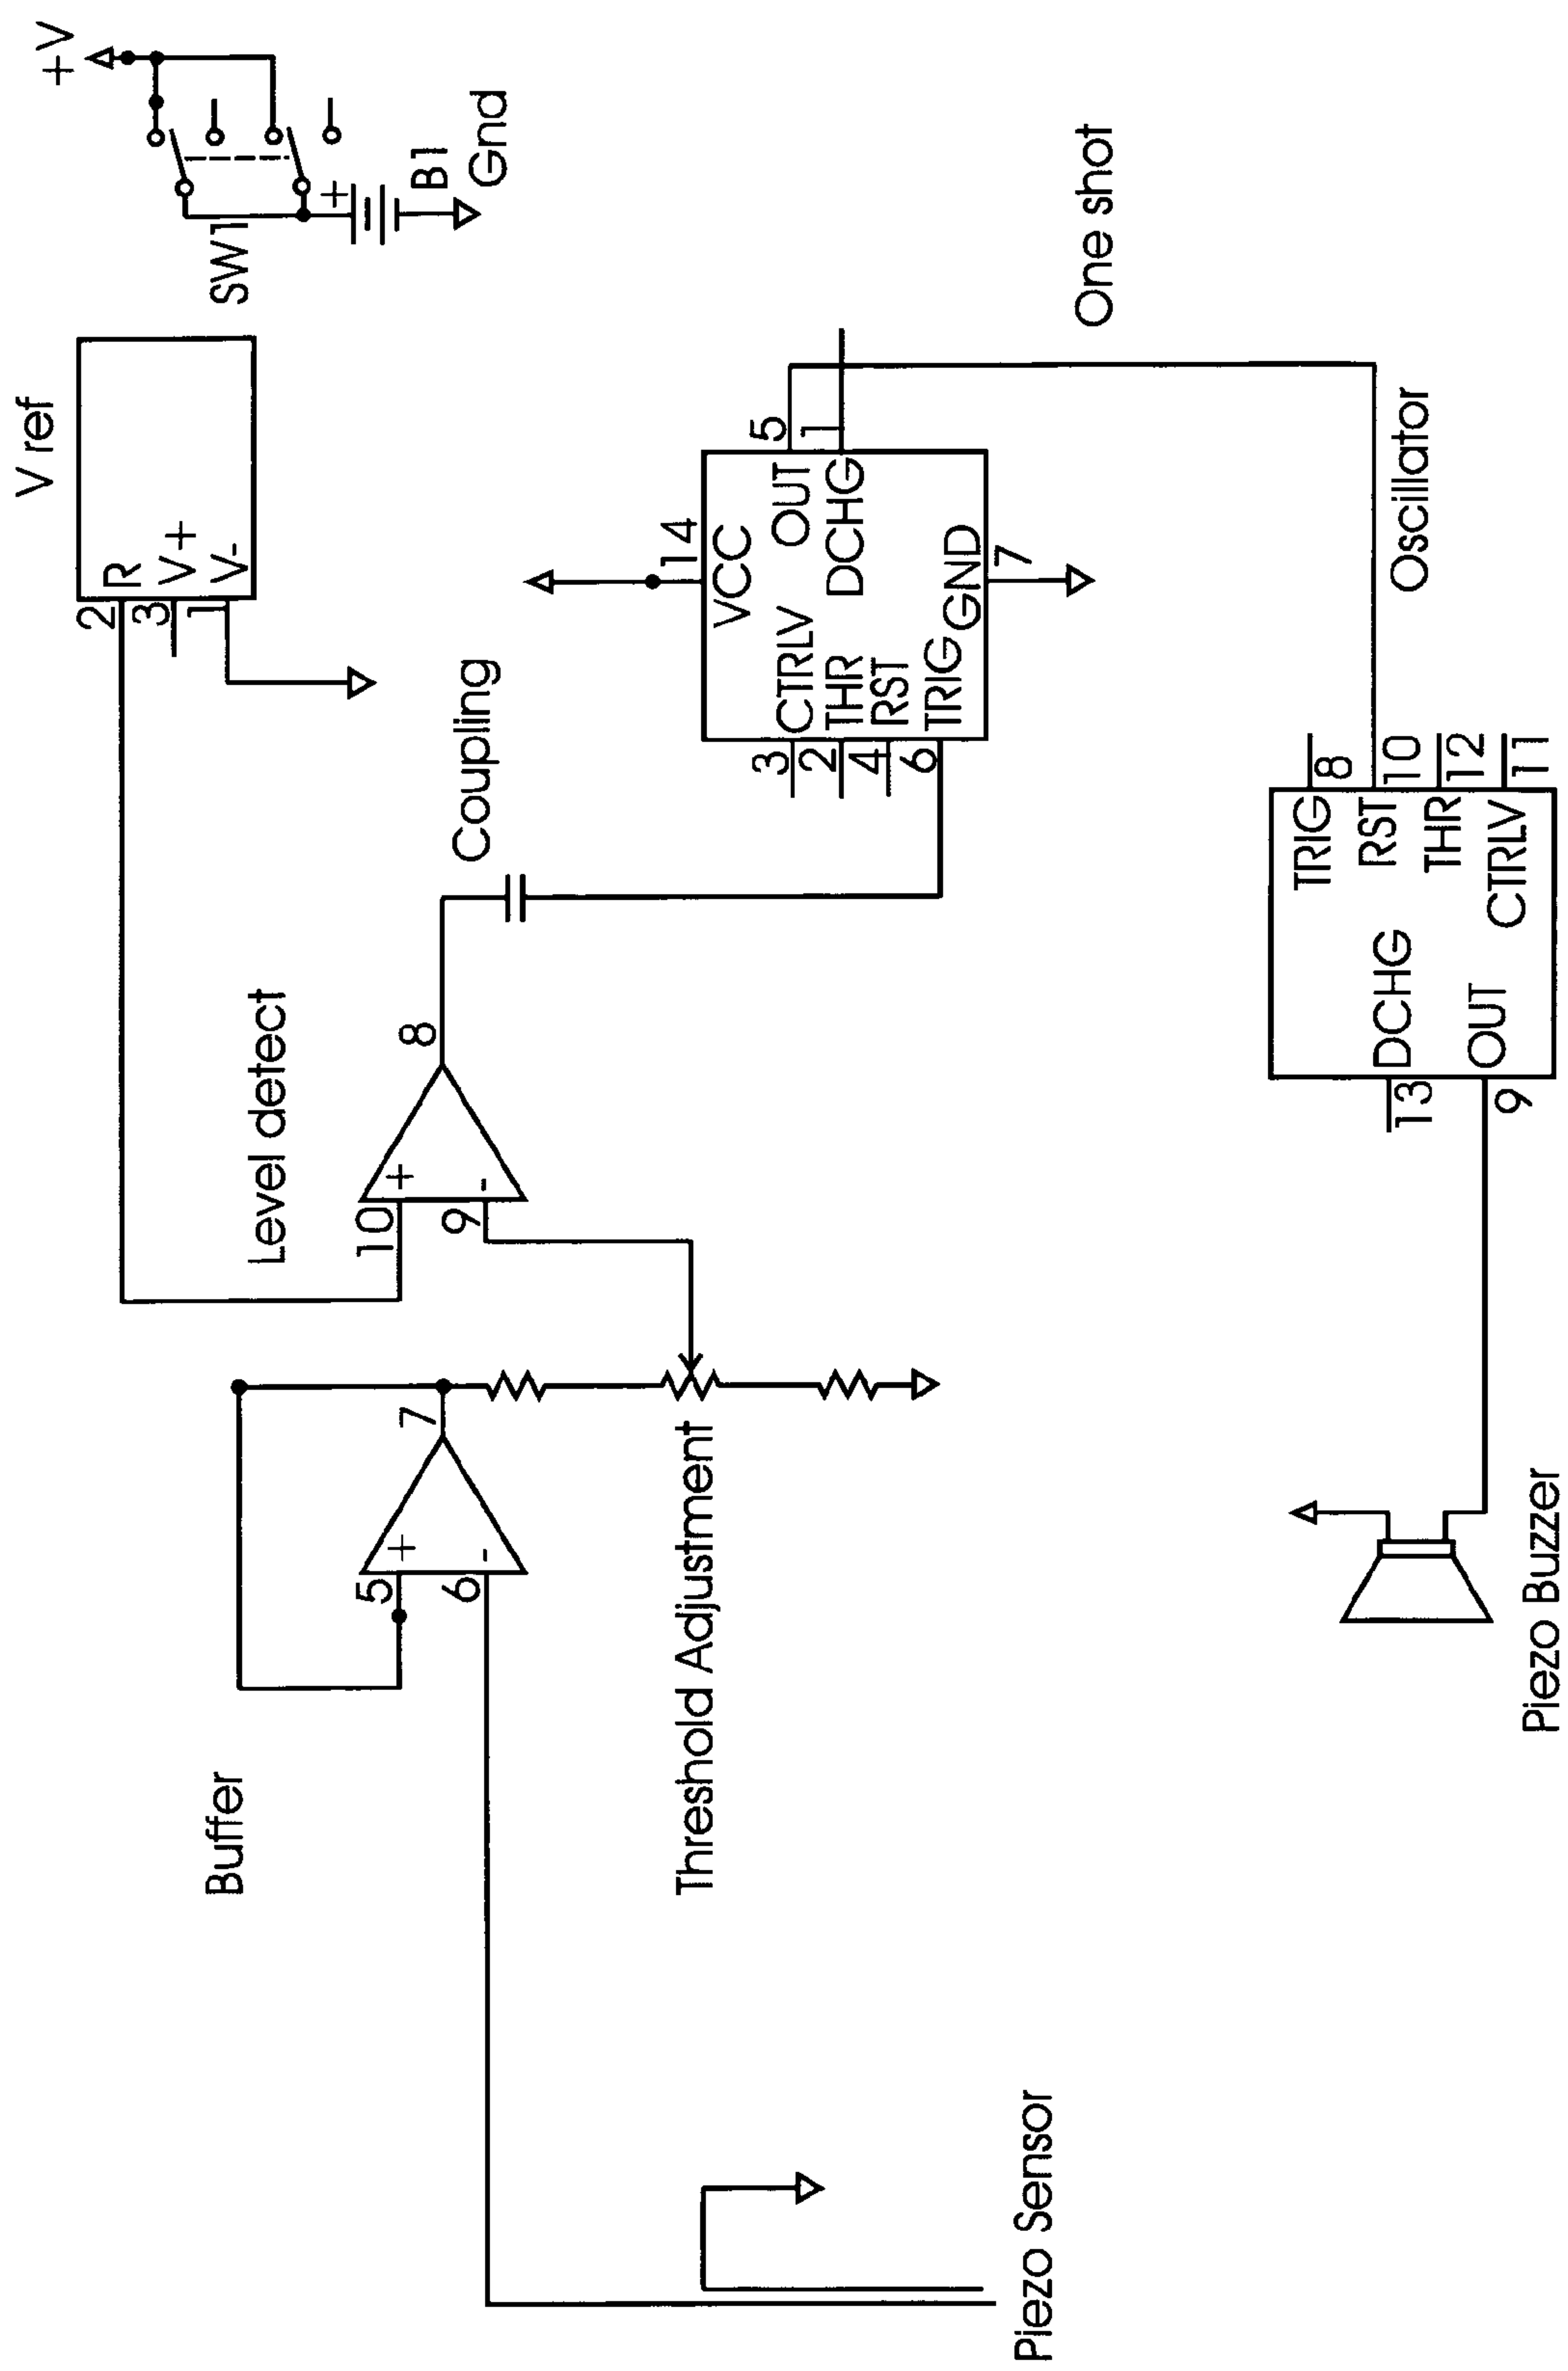 +V
SW1
+
B1
Gnd
V ref
2
R
3
V+
1
V-
Level detect
10
+
9
-
8
Coupling
14
VCC
3
CTRLV
2
THR
4
RST
6
TRIG
5
OUT
1
DCHG
GND
7
One shot
Buffer
5
+
6
-
7
Threshold Adjustment
Piezo Sensor
Oscillator
TRIG
8
RST
10
THR
12
CTRLV
11
DCHG
13
OUT
9
Piezo Buzzer